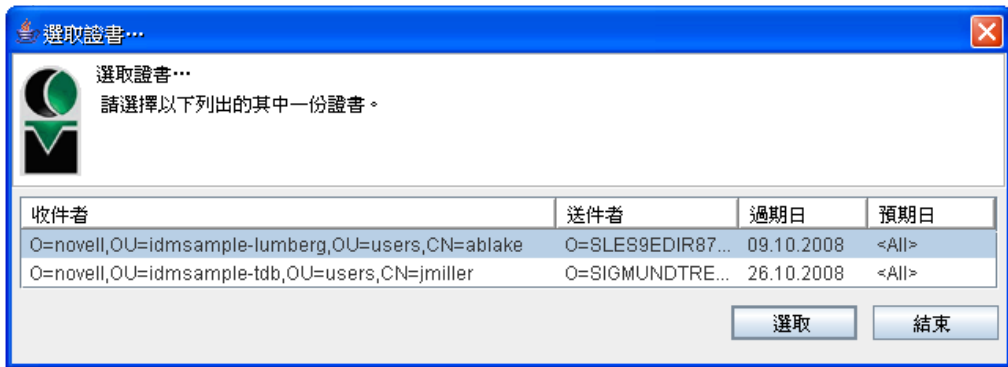 選取證書…
選取證書…
請選擇以下列出的其中一份證書。
收件者 送件者 過期日 預期日
O=novell,OU=idmsample-lumberg,OU=users,CN=ablake O=SLES9EDIR87... 09.10.2008 <All>
O=novell,OU=idmsample-tdb,OU=users,CN=jmiller O=SIGMUNDTRE... 26.10.2008 <All>
選取 結束